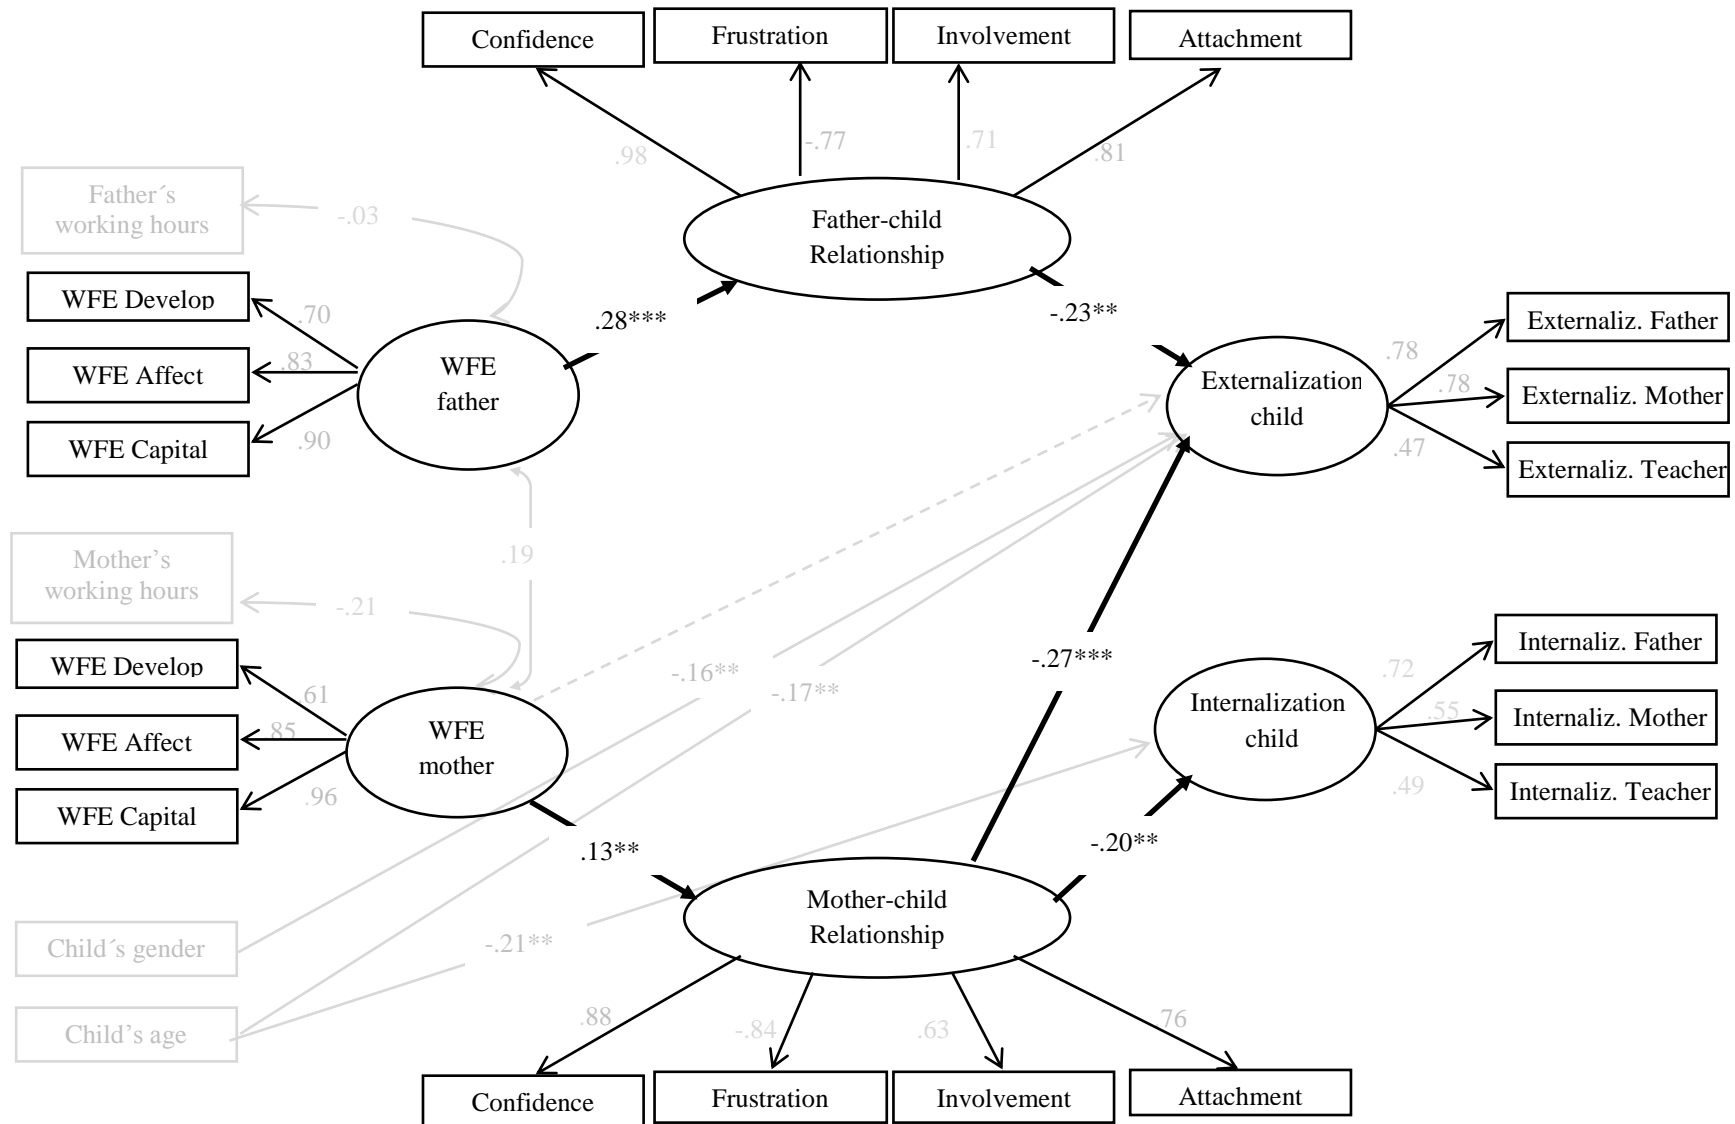 Confidence
Frustration
Involvement
Attachment
.98
-.77
.71
.81
Father´s
working hours
-.03
Father-child
Relationship
WFE Develop
.70
WFE Affect
.83
WFE Capital
.90
WFE
father
.28***
-.23**
Externalization
child
.78
.78
.47
Externaliz. Father
Externaliz. Mother
Externaliz. Teacher
.19
Mother’s
working hours
-.21
WFE Develop
.61
WFE Affect
.85
WFE Capital
.96
WFE
mother
-.16**
-.17**
-.27***
Internalization
child
.72
.55
.49
Internaliz. Father
Internaliz. Mother
Internaliz. Teacher
.13**
-.20**
Child´s gender
-.21**
Child’s age
Mother-child
Relationship
.88
-.84
.63
76
Confidence
Frustration
Involvement
Attachment